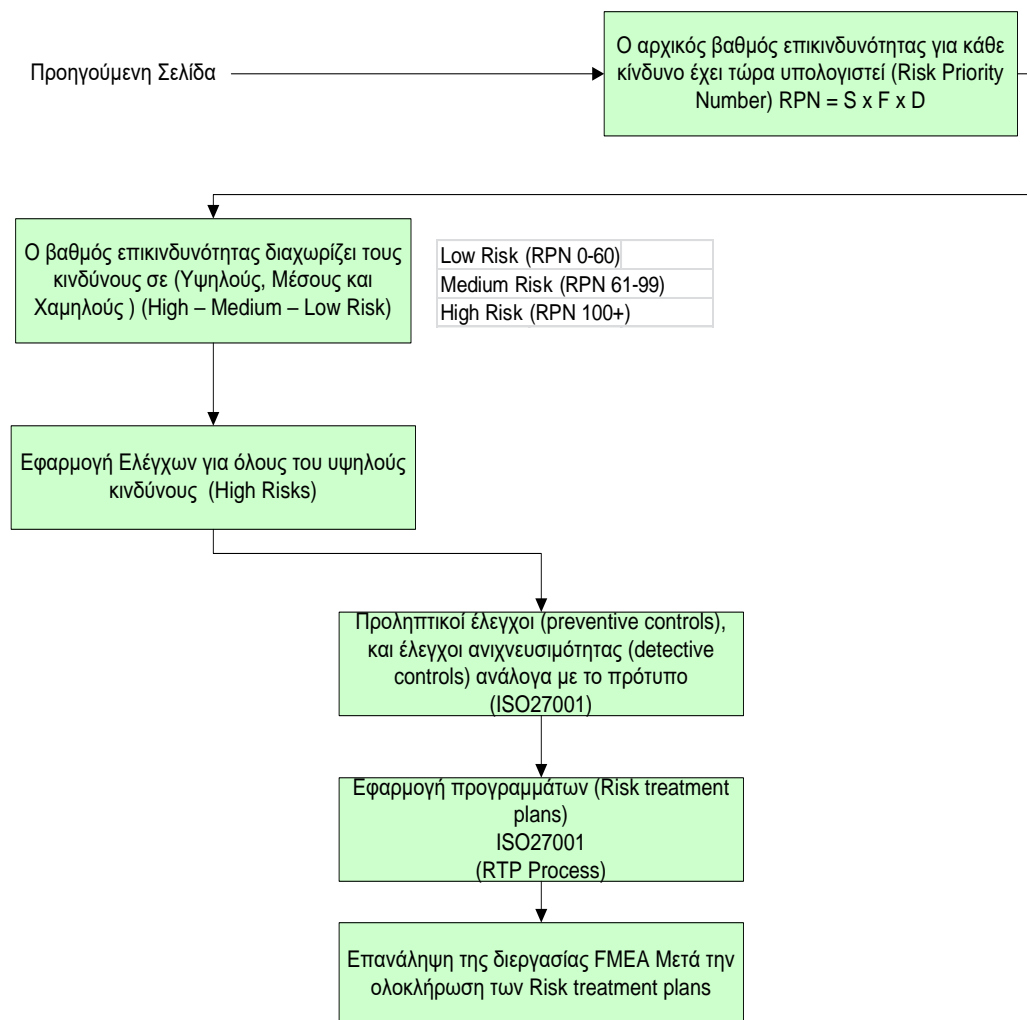 Προηγούμενη Σελίδα
Ο αρχικός βαθμός επικινδυνότητας για κάθε
κίνδυνο έχει τώρα υπολογιστεί (Risk Priority
Number) RPN = S x F x D
Ο βαθμός επικινδυνότητας διαχωρίζει τους
κινδύνους σε (Υψηλούς, Μέσους και
Χαμηλούς ) (High – Medium – Low Risk)
Low Risk (RPN 0-60)
Medium Risk (RPN 61-99)
High Risk (RPN 100+)
Εφαρμογή Ελέγχων για όλους του υψηλούς
κινδύνους (High Risks)
Προληπτικοί έλεγχοι (preventive controls),
και έλεγχοι ανιχνευσιμότητας (detective
controls) ανάλογα με το πρότυπο
(ISO27001)
Εφαρμογή προγραμμάτων (Risk treatment
plans)
ISO27001
(RTP Process)
Επανάληψη της διεργασίας FMEA Μετά την
ολοκλήρωση των Risk treatment plans